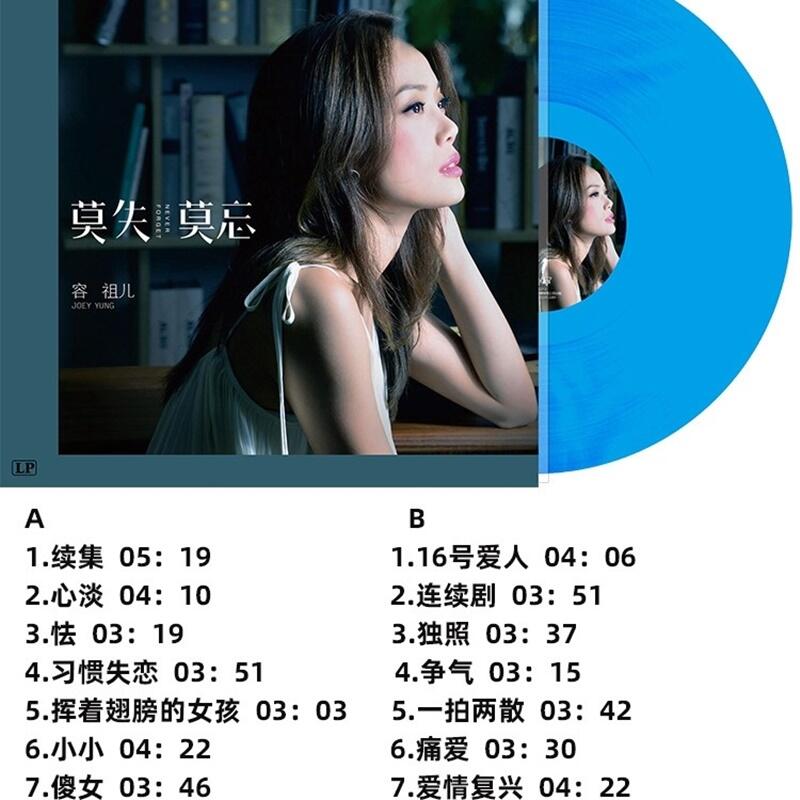 莫失莫忘
NEVER FORGET
容 祖儿
JOEY YUNG
LP
A
1.续集 05：19
2.心淡 04：10
3.怯 03：19
4.习惯失恋 03：51
5.挥着翅膀的女孩 03：03
6.小小 04：22
7.傻女 03：46
B
1.16号爱人 04：06
2.连续剧 03：51
3.独照 03：37
4.争气 03：15
5.一拍两散 03：42
6.痛爱 03：30
7.爱情复兴 04：22